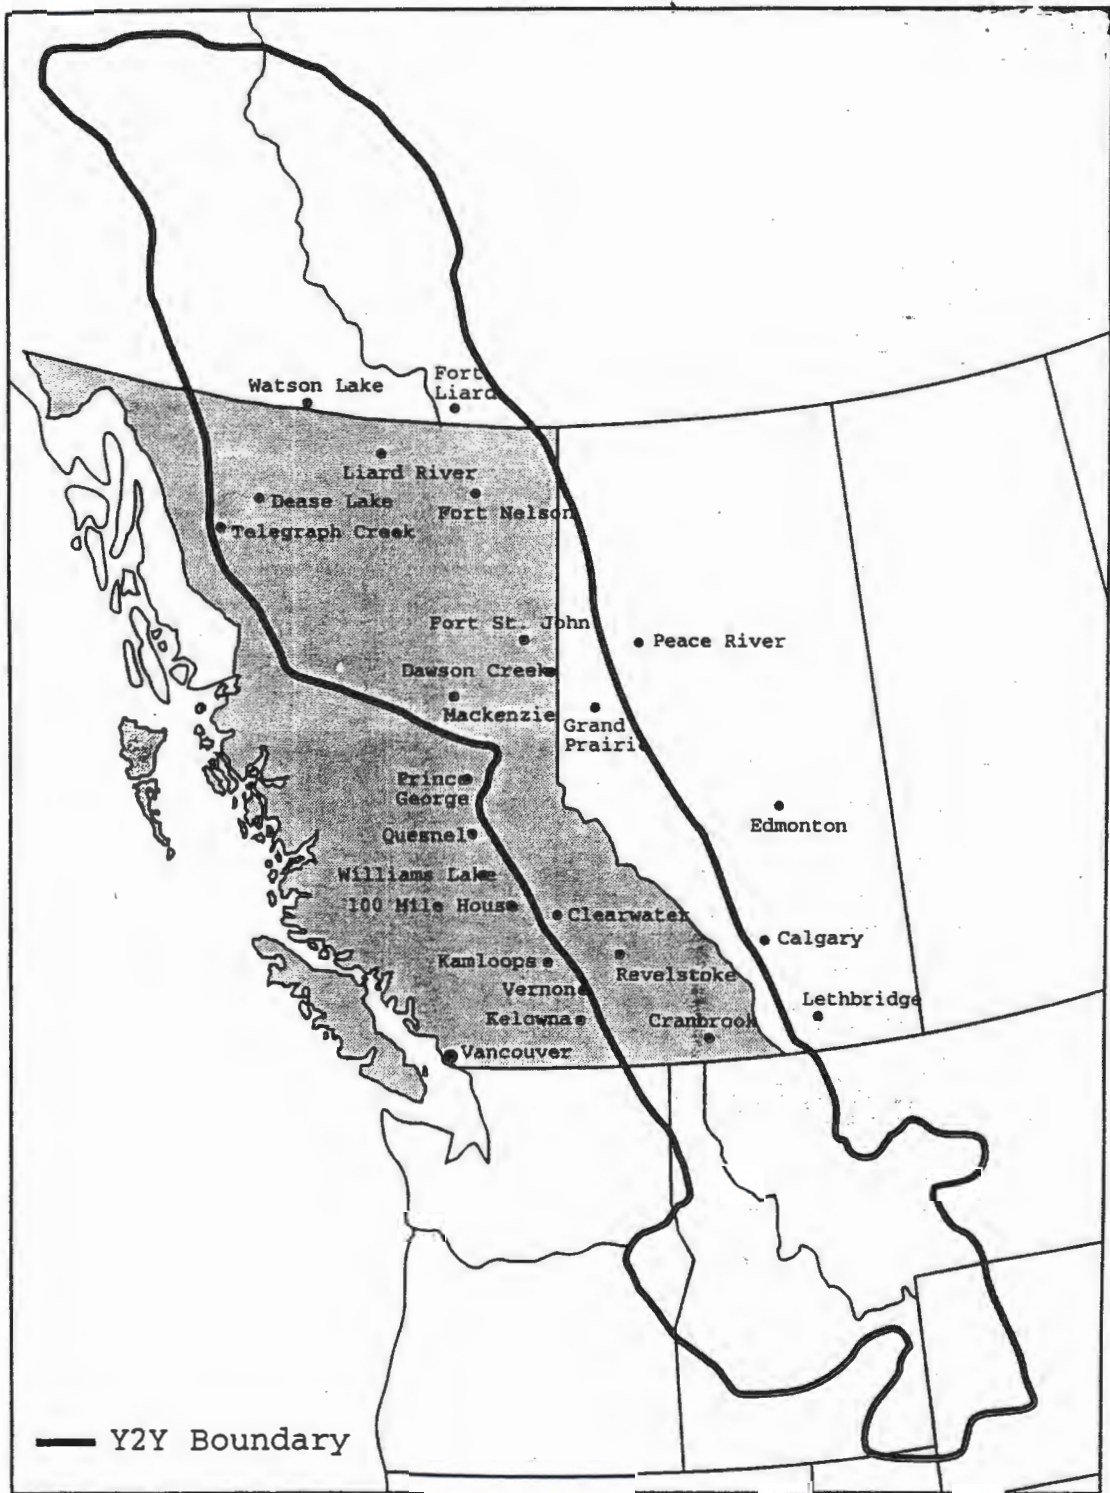 Watson Lake
Fort
Liard
Liard River
Dease Lake
Fort Nelson
Telegraph Creek
Fort St. John
Peace River
Dawson Creek
Mackenzie
Grand
Prairie
Prince
George
Edmonton
Quesnel
Williams Lake
100 Mile House
Clearwater
Calgary
Kamloops
Revelstoke
Vernon
Lethbridge
Kelowna
Cranbrook
Vancouver
Y2Y Boundary